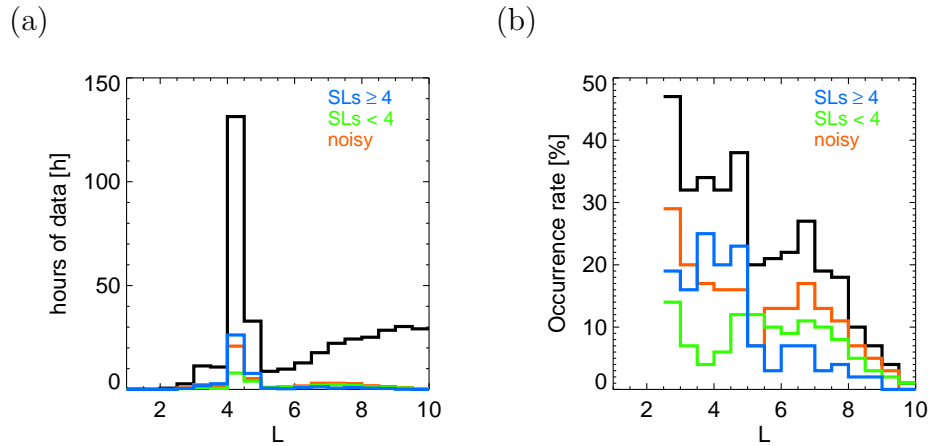 (a)
(b)
150
100
50
0
hours of data [h]
SLs ≥ 4
SLs < 4
noisy
2 4 6 8 10
L
50
40
30
20
10
0
Occurrence rate [%]
SLs ≥ 4
SLs < 4
noisy
2 4 6 8 10
L